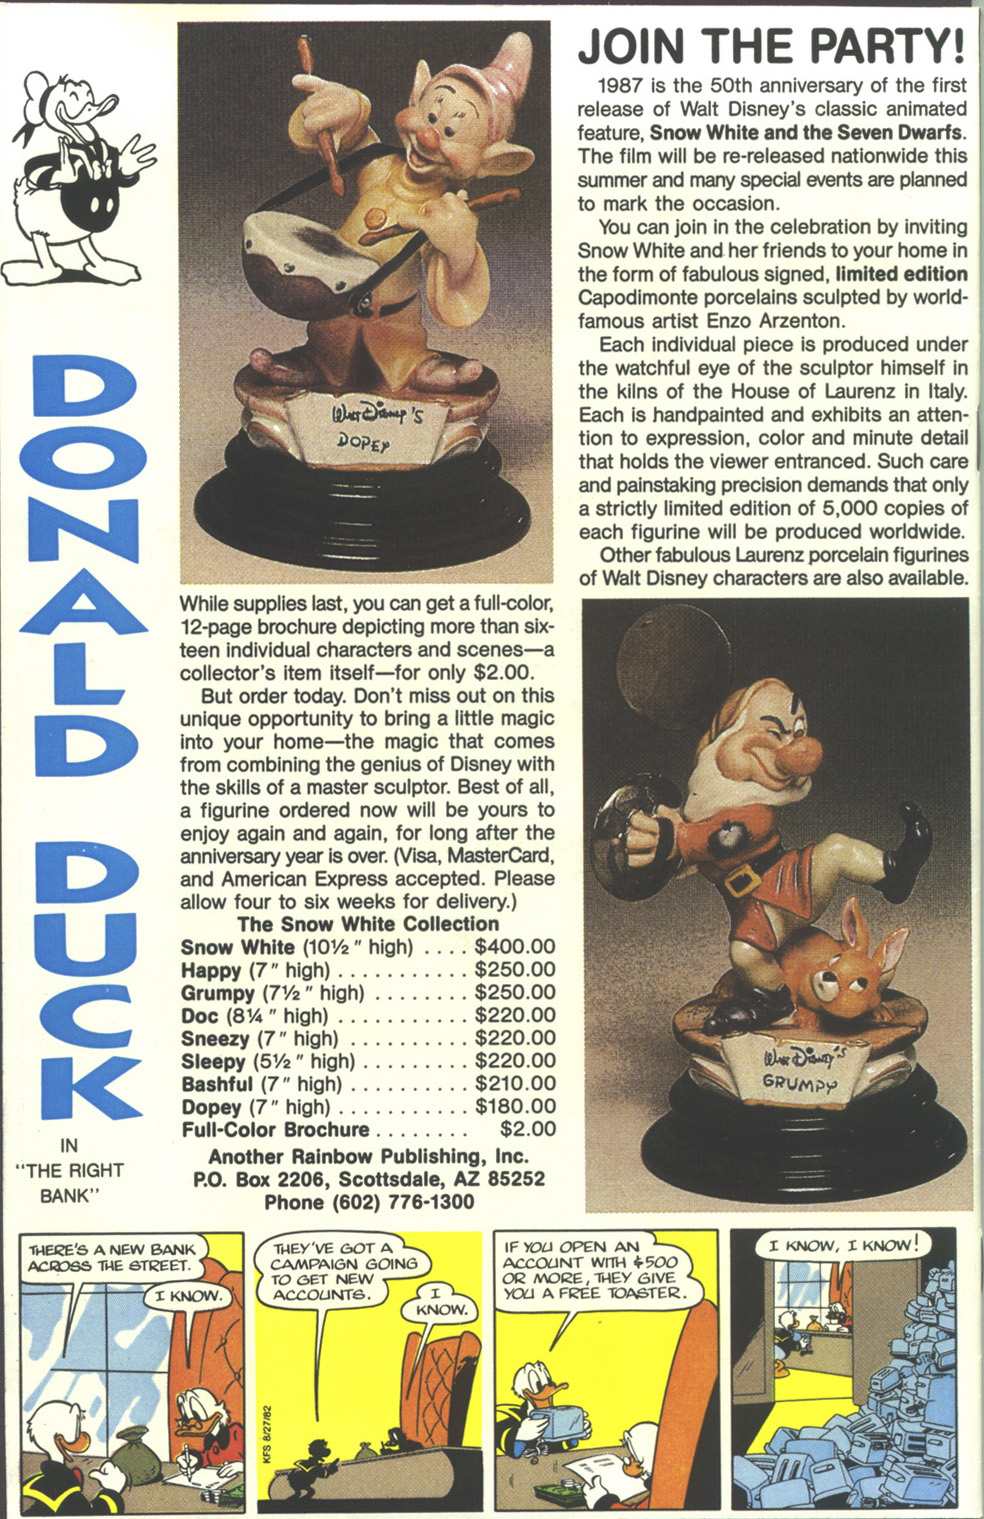 DONALD
DUCK
IN
"THE RIGHT
BANK"
WALT DISNEY'S
DOPEY
While supplies last, you can get a full-color,
12-page brochure depicting more than six-
teen individual characters and scenes—a
collector's item itself—for only $2.00.
But order today. Don't miss out on this
unique opportunity to bring a little magic
into your home—the magic that comes
from combining the genius of Disney with
the skills of a master sculptor. Best of all,
a figurine ordered now will be yours to
enjoy again and again, for long after the
anniversary year is over. (Visa, MasterCard,
and American Express accepted. Please
allow four to six weeks for delivery.)
The Snow White Collection
Snow White (10½" high) .... $400.00
Happy (7" high) ........... $250.00
Grumpy (7½" high) ........ $250.00
Doc (8¼" high) ........... $220.00
Sneezy (7" high) .......... $220.00
Sleepy (5½" high) ......... $220.00
Bashful (7" high) .......... $210.00
Dopey (7" high) ........... $180.00
Full-Color Brochure ........ $2.00
Another Rainbow Publishing, Inc.
P.O. Box 2206, Scottsdale, AZ 85252
Phone (602) 776-1300
JOIN THE PARTY!
1987 is the 50th anniversary of the first
release of Walt Disney's classic animated
feature, Snow White and the Seven Dwarfs.
The film will be re-released nationwide this
summer and many special events are planned
to mark the occasion.
You can join in the celebration by inviting
Snow White and her friends to your home in
the form of fabulous signed, limited edition
Capodimonte porcelains sculpted by world-
famous artist Enzo Arzenton.
Each individual piece is produced under
the watchful eye of the sculptor himself in
the kilns of the House of Laurenz in Italy.
Each is handpainted and exhibits an atten-
tion to expression, color and minute detail
that holds the viewer entranced. Such care
and painstaking precision demands that only
a strictly limited edition of 5,000 copies of
each figurine will be produced worldwide.
Other fabulous Laurenz porcelain figurines
of Walt Disney characters are also available.
WALT DISNEY'S
GRUMPY
THERE'S A NEW BANK
ACROSS THE STREET.
I KNOW.
THEY'VE GOT A
CAMPAIGN GOING
TO GET NEW
ACCOUNTS.
I
KNOW.
KFS 8/27/82
IF YOU OPEN AN
ACCOUNT WITH $500
OR MORE, THEY GIVE
YOU A FREE TOASTER.
I KNOW, I KNOW!